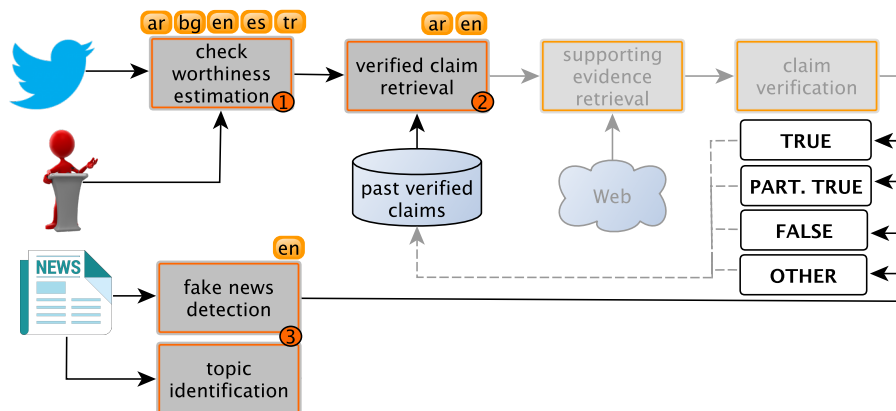 ar bg en es tr
check
worthiness
estimation
1
ar en
verified claim
retrieval
2
supporting
evidence
retrieval
claim
verification
past verified
claims
Web
TRUE
PART. TRUE
FALSE
OTHER
NEWS
en
fake news
detection
3
topic
identification